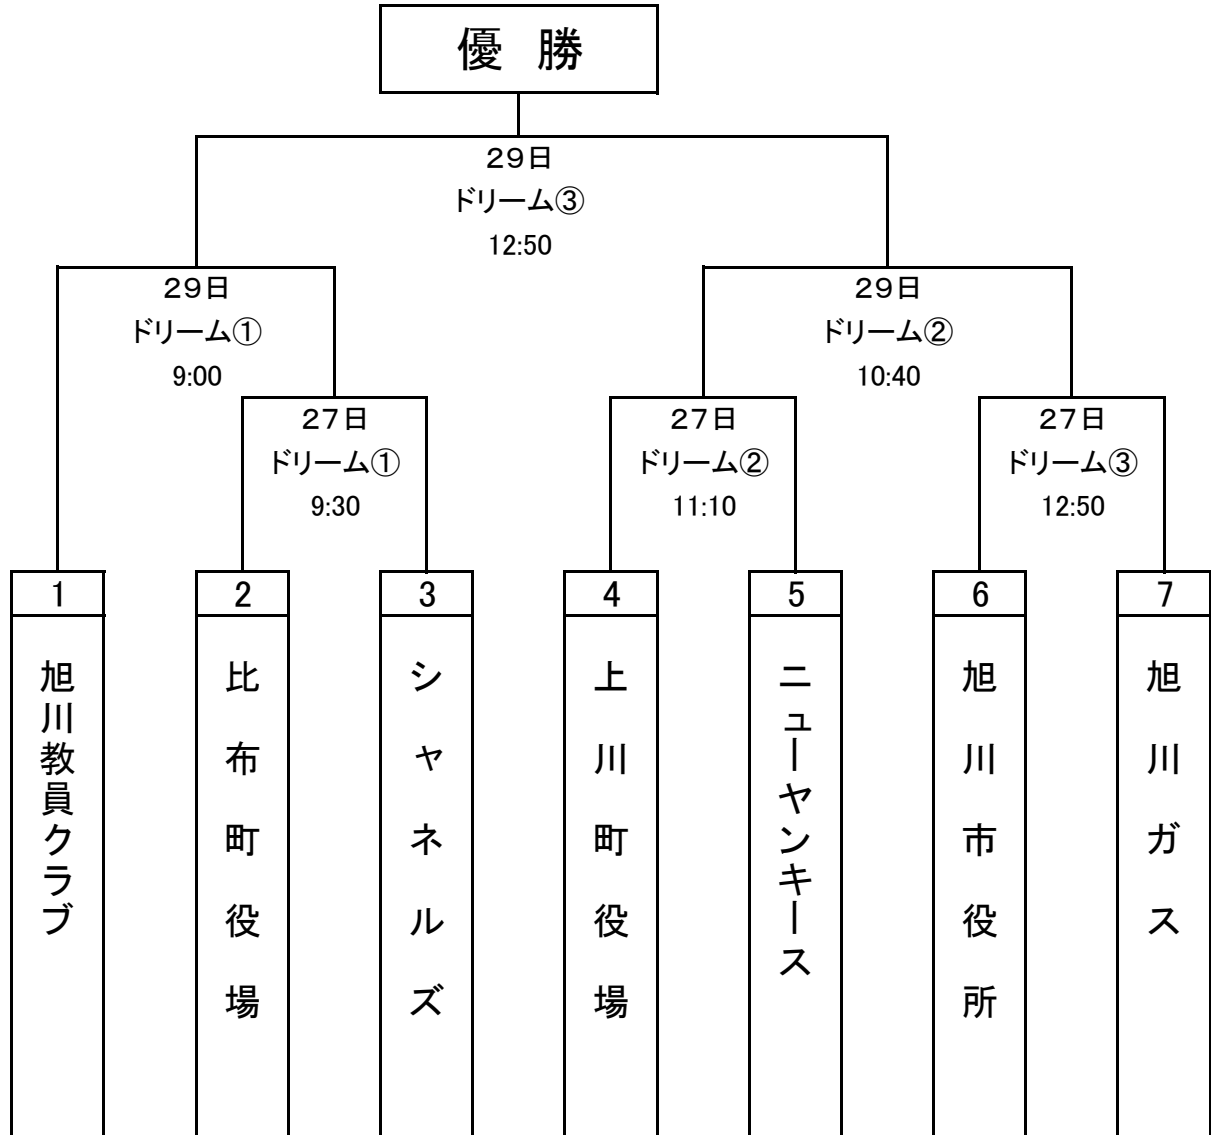 優　勝
２９日
ドリーム③
12:50
２９日
ドリーム①
9:00
２９日
ドリーム②
10:40
２７日
ドリーム①
9:30
２７日
ドリーム②
11:10
２７日
ドリーム③
12:50
1
2
3
4
5
6
7
旭川教員クラブ
比布町役場
シャネルズ
上川町役場
ニューヤンキース
旭川市役所
旭川ガス